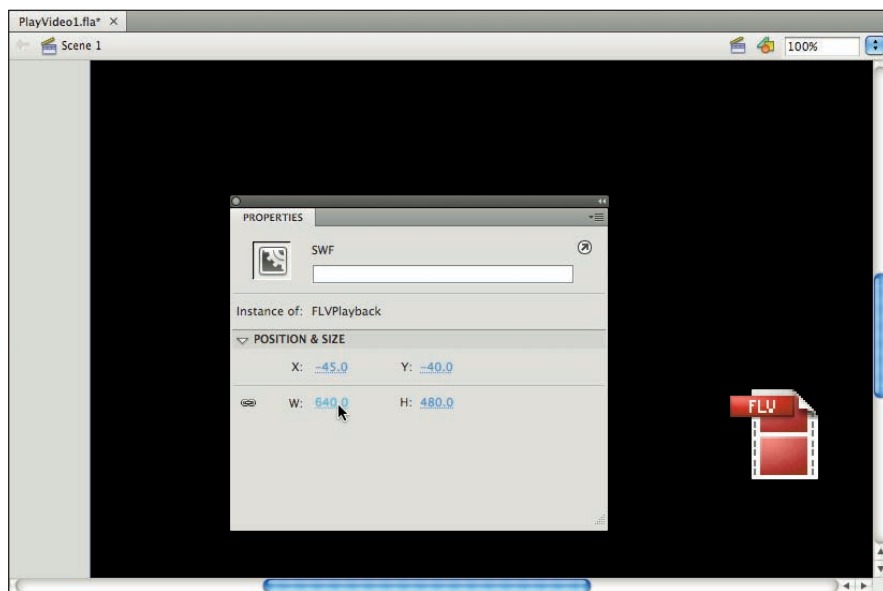 PlayVideo1.fla* ×
Scene 1
100%
PROPERTIES
SWF
Instance of: FLVPlayback
POSITION & SIZE
X: -45.0 Y: -40.0
W: 640.0 H: 480.0
FLV